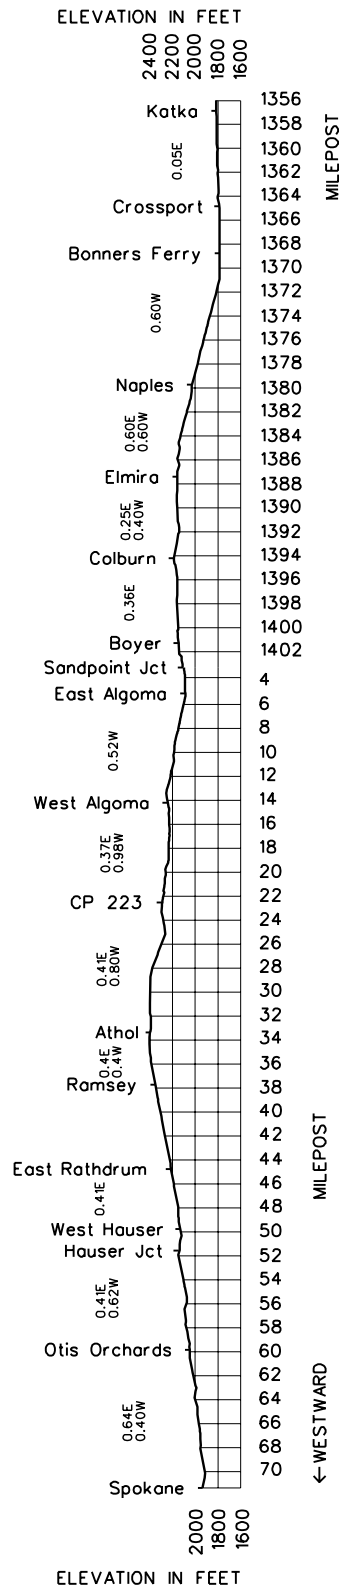 ELEVATION IN FEET
2400 2200 2000 1800 1600
Katka
1356
1358
MILEPOST
0.05E
1360
1362
1364
Crossport
1366
1368
Bonners Ferry
1370
1372
0.60W
1374
1376
1378
Naples
1380
1382
0.60E
0.60W
1384
1386
Elmira
1388
1390
0.25E
0.40W
1392
Colburn
1394
1396
0.36E
1398
1400
Boyer
1402
Sandpoint Jct
4
East Algoma
6
8
0.52W
10
12
West Algoma
14
16
0.37E
0.98W
18
20
CP 223
22
24
26
0.41E
0.80W
28
30
32
Athol
34
0.4E
0.4W
36
Ramsey
38
40
MILEPOST
42
East Rathdrum
44
46
0.41E
48
West Hauser
50
Hauser Jct
52
54
0.41E
0.62W
56
58
Otis Orchards
60
62
64
0.64E
0.40W
66
←WESTWARD
68
70
Spokane
2000 1800 1600
ELEVATION IN FEET